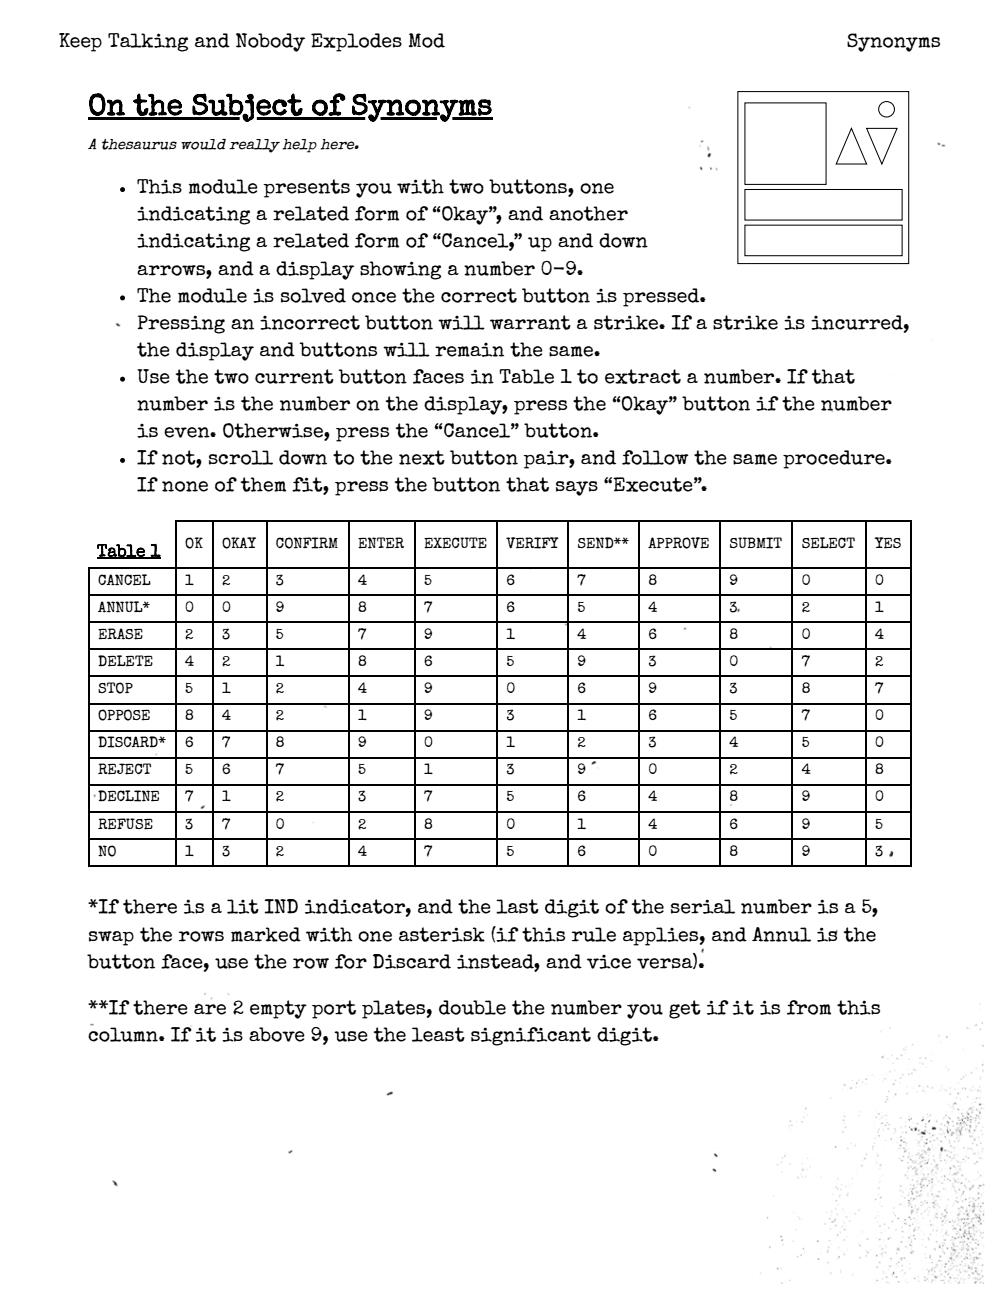 Keep Talking and Nobody Explodes Mod Synonyms
On the Subject of Synonyms
A thesaurus would really help here.
• This module presents you with two buttons, one
indicating a related form of “Okay”, and another
indicating a related form of “Cancel,” up and down
arrows, and a display showing a number 0-9.
• The module is solved once the correct button is pressed.
Pressing an incorrect button will warrant a strike. If a strike is incurred,
the display and buttons will remain the same.
• Use the two current button faces in Table 1 to extract a number. If that
number is the number on the display, press the “Okay” button if the number
is even. Otherwise, press the “Cancel” button.
• If not, scroll down to the next button pair, and follow the same procedure.
If none of them fit, press the button that says “Execute”.
Table 1 OK OKAY CONFIRM ENTER EXECUTE VERIFY SEND** APPROVE SUBMIT SELECT YES
CANCEL 1 2 3 4 5 6 7 8 9 0 0
ANNUL* 0 0 9 8 7 6 5 4 3 2 1
ERASE 2 3 5 7 9 1 4 6 8 0 4
DELETE 4 2 1 8 6 5 9 3 0 7 2
STOP 5 1 2 4 9 0 6 9 3 8 7
OPPOSE 8 4 2 1 9 3 1 6 5 7 0
DISCARD* 6 7 8 9 0 1 2 3 4 5 0
REJECT 5 6 7 5 1 3 9 0 2 4 8
DECLINE 7 1 2 3 7 5 6 4 8 9 0
REFUSE 3 7 0 2 8 0 1 4 6 9 5
NO 1 3 2 4 7 5 6 0 8 9 3
*If there is a lit IND indicator, and the last digit of the serial number is a 5,
swap the rows marked with one asterisk (if this rule applies, and Annul is the
button face, use the row for Discard instead, and vice versa).
**If there are 2 empty port plates, double the number you get if it is from this
column. If it is above 9, use the least significant digit.